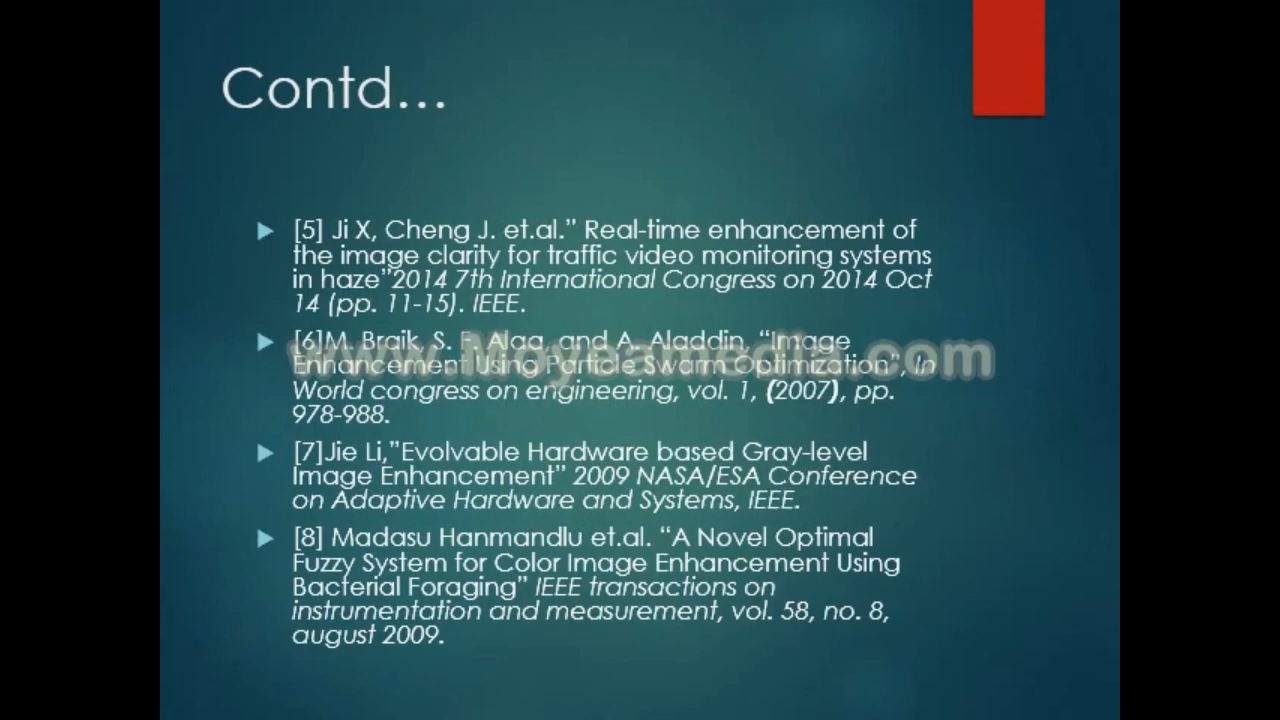 Contd...
[5] Ji X, Cheng J. et.al.” Real-time enhancement of
the image clarity for traffic video monitoring systems
in haze”2014 7th International Congress on 2014 Oct
14 (pp. 11-15). IEEE.
[6]M. Braik, S. F. Alaa, and A. Aladdin, “Image
Enhancement Using Particle Swarm Optimization”, In
World congress on engineering, vol. 1, (2007), pp.
978-988.
www.Moyeamedia.com
[7]Jie Li,”Evolvable Hardware based Gray-level
Image Enhancement” 2009 NASA/ESA Conference
on Adaptive Hardware and Systems, IEEE.
[8] Madasu Hanmandlu et.al. “A Novel Optimal
Fuzzy System for Color Image Enhancement Using
Bacterial Foraging” IEEE transactions on
instrumentation and measurement, vol. 58, no. 8,
august 2009.